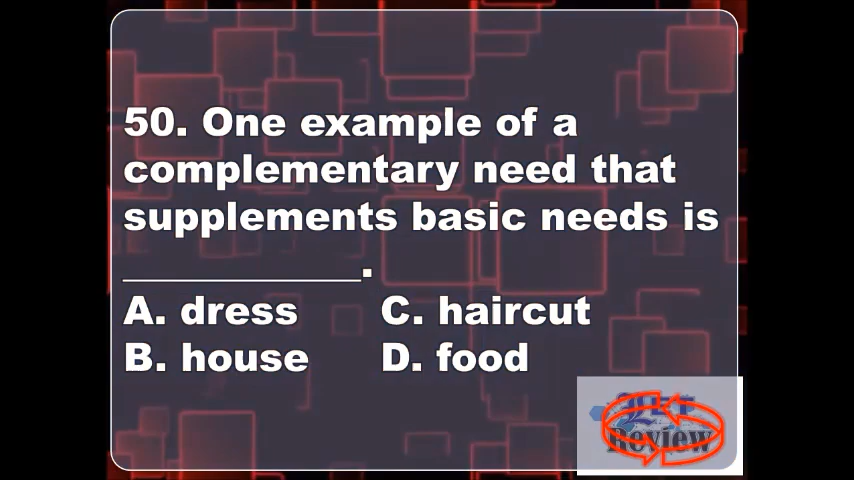 50. One example of a
complementary need that
supplements basic needs is
____________.
A. dress C. haircut
B. house D. food
Review